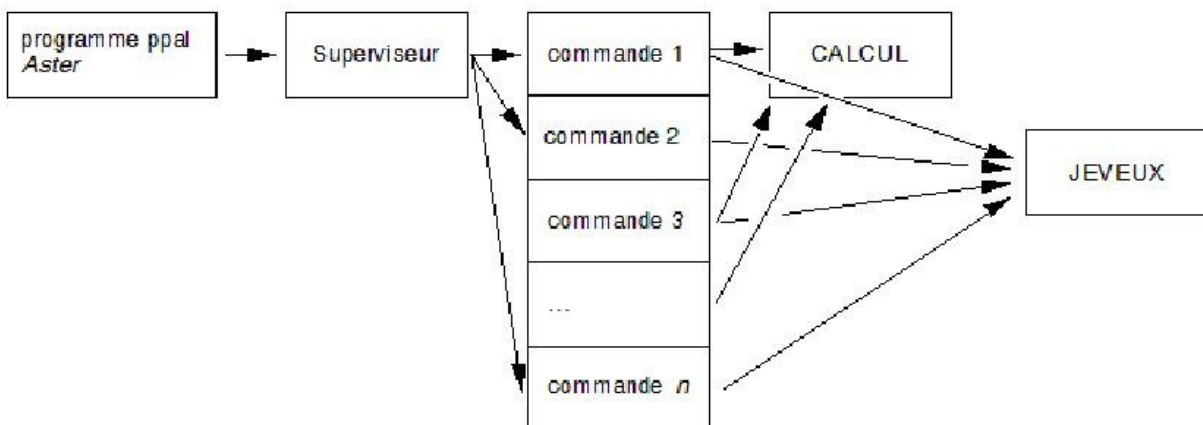 programme ppal
Aster
Superviseur
commande 1
CALCUL
commande 2
JEVEUX
commande 3
...
commande n